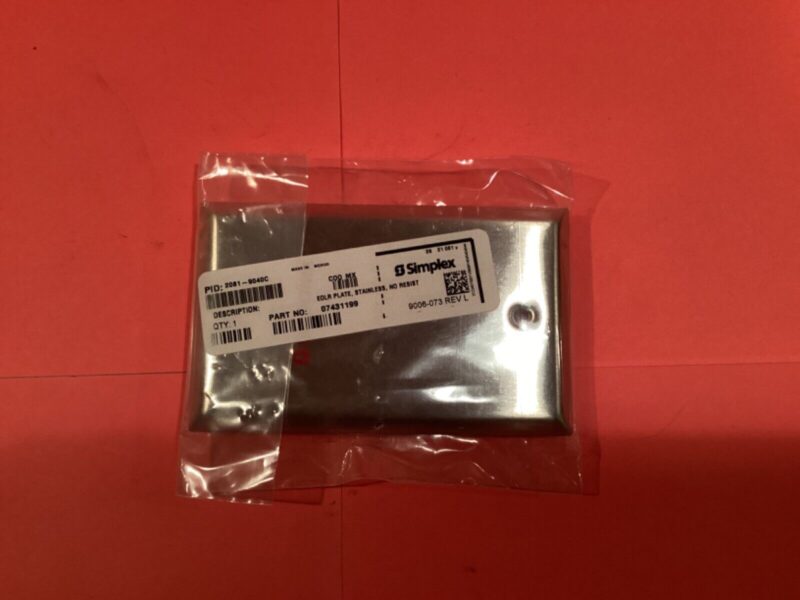 PID: 2081-9040C
MADE IN: MEXICO
COO MX
Simplex
DESCRIPTION:
EOLR PLATE, STAINLESS, NO RESIST
QTY: 1
PART NO:
07431199
9006-073 REV L